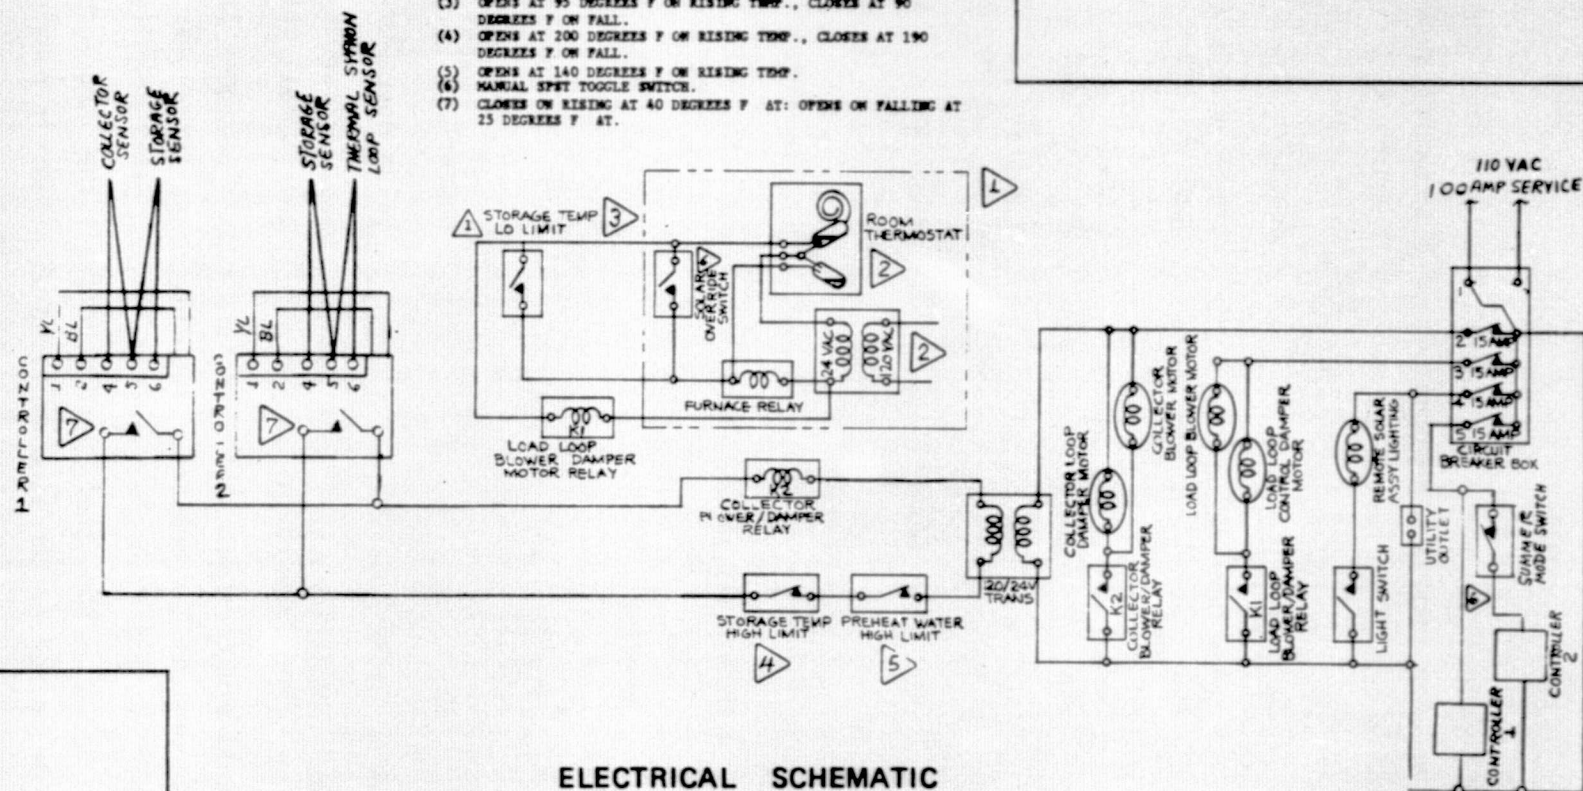 (3) OPENS AT 95 DEGREES F ON RISING TEMP., CLOSES AT 90
DEGREES F ON FALL.
(4) OPENS AT 200 DEGREES F ON RISING TEMP., CLOSES AT 190
DEGREES F ON FALL.
(5) OPENS AT 140 DEGREES F ON RISING TEMP.
(6) MANUAL SPST TOGGLE SWITCH.
(7) CLOSES ON RISING AT 40 DEGREES F ΔT: OPENS ON FALLING AT
25 DEGREES F ΔT.
COLLECTOR
SENSOR
STORAGE
SENSOR
STORAGE
SENSOR
THERMAL SYPHON
LOOP SENSOR
YL
BL
1 2 4 3 6
7
CONTROLLER 1
YL
BL
1 2 4 5 6
7
2
1
STORAGE TEMP
LO LIMIT
3
SOLAR
OVERRIDE
SWITCH
ROOM
THERMOSTAT
2
1
24 VAC
120 VAC
2
FURNACE RELAY
K1
LOAD LOOP
BLOWER DAMPER
MOTOR RELAY
K2
COLLECTOR
RELAY
TRANS
STORAGE TEMP
HIGH LIMIT
4
PREHEAT WATER
HIGH LIMIT
5
COLLECTOR LOOP
DAMPER MOTOR
COLLECTOR
BLOWER MOTOR
K2
COLLECTOR
BLOWER/DAMPER
RELAY
LOAD LOOP BLOWER MOTOR
LOAD LOOP
CONTROL DAMPER
MOTOR
K1
LOAD LOOP
BLOWER/DAMPER
RELAY
REMOTE SOLAR
ASSY LIGHTING
LIGHT SWITCH
UTILITY
OUTLET
110 VAC
100 AMP SERVICE
1
2 15 AMP
3 15 AMP
4 15 AMP
5 15 AMP
CIRCUIT
BREAKER BOX
SUMMER
MODE SWITCH
CONTROLLER
2
CONTROLLER
1
ELECTRICAL SCHEMATIC